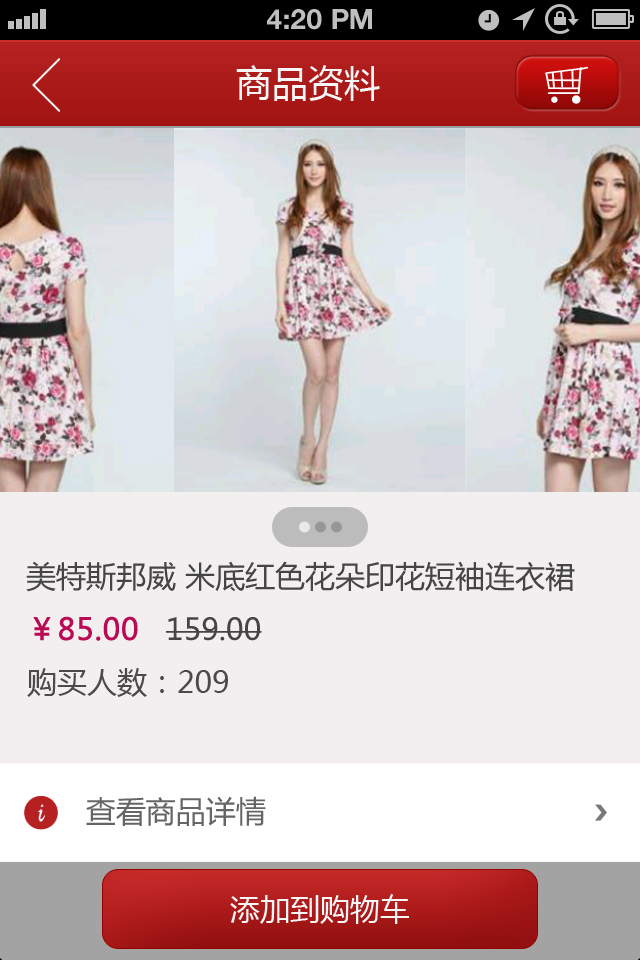 4:20 PM
商品资料
美特斯邦威 米底红色花朵印花短袖连衣裙
￥85.00 159.00
购买人数：209
i 查看商品详情 ›
添加到购物车